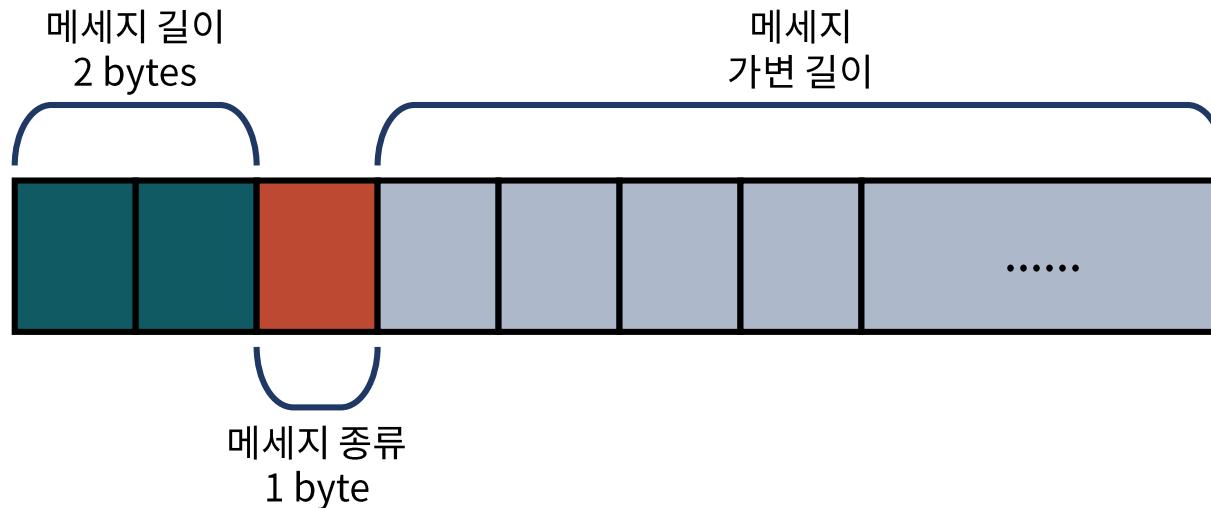 메세지 길이
2 bytes
메세지
가변 길이
......
메세지 종류
1 byte